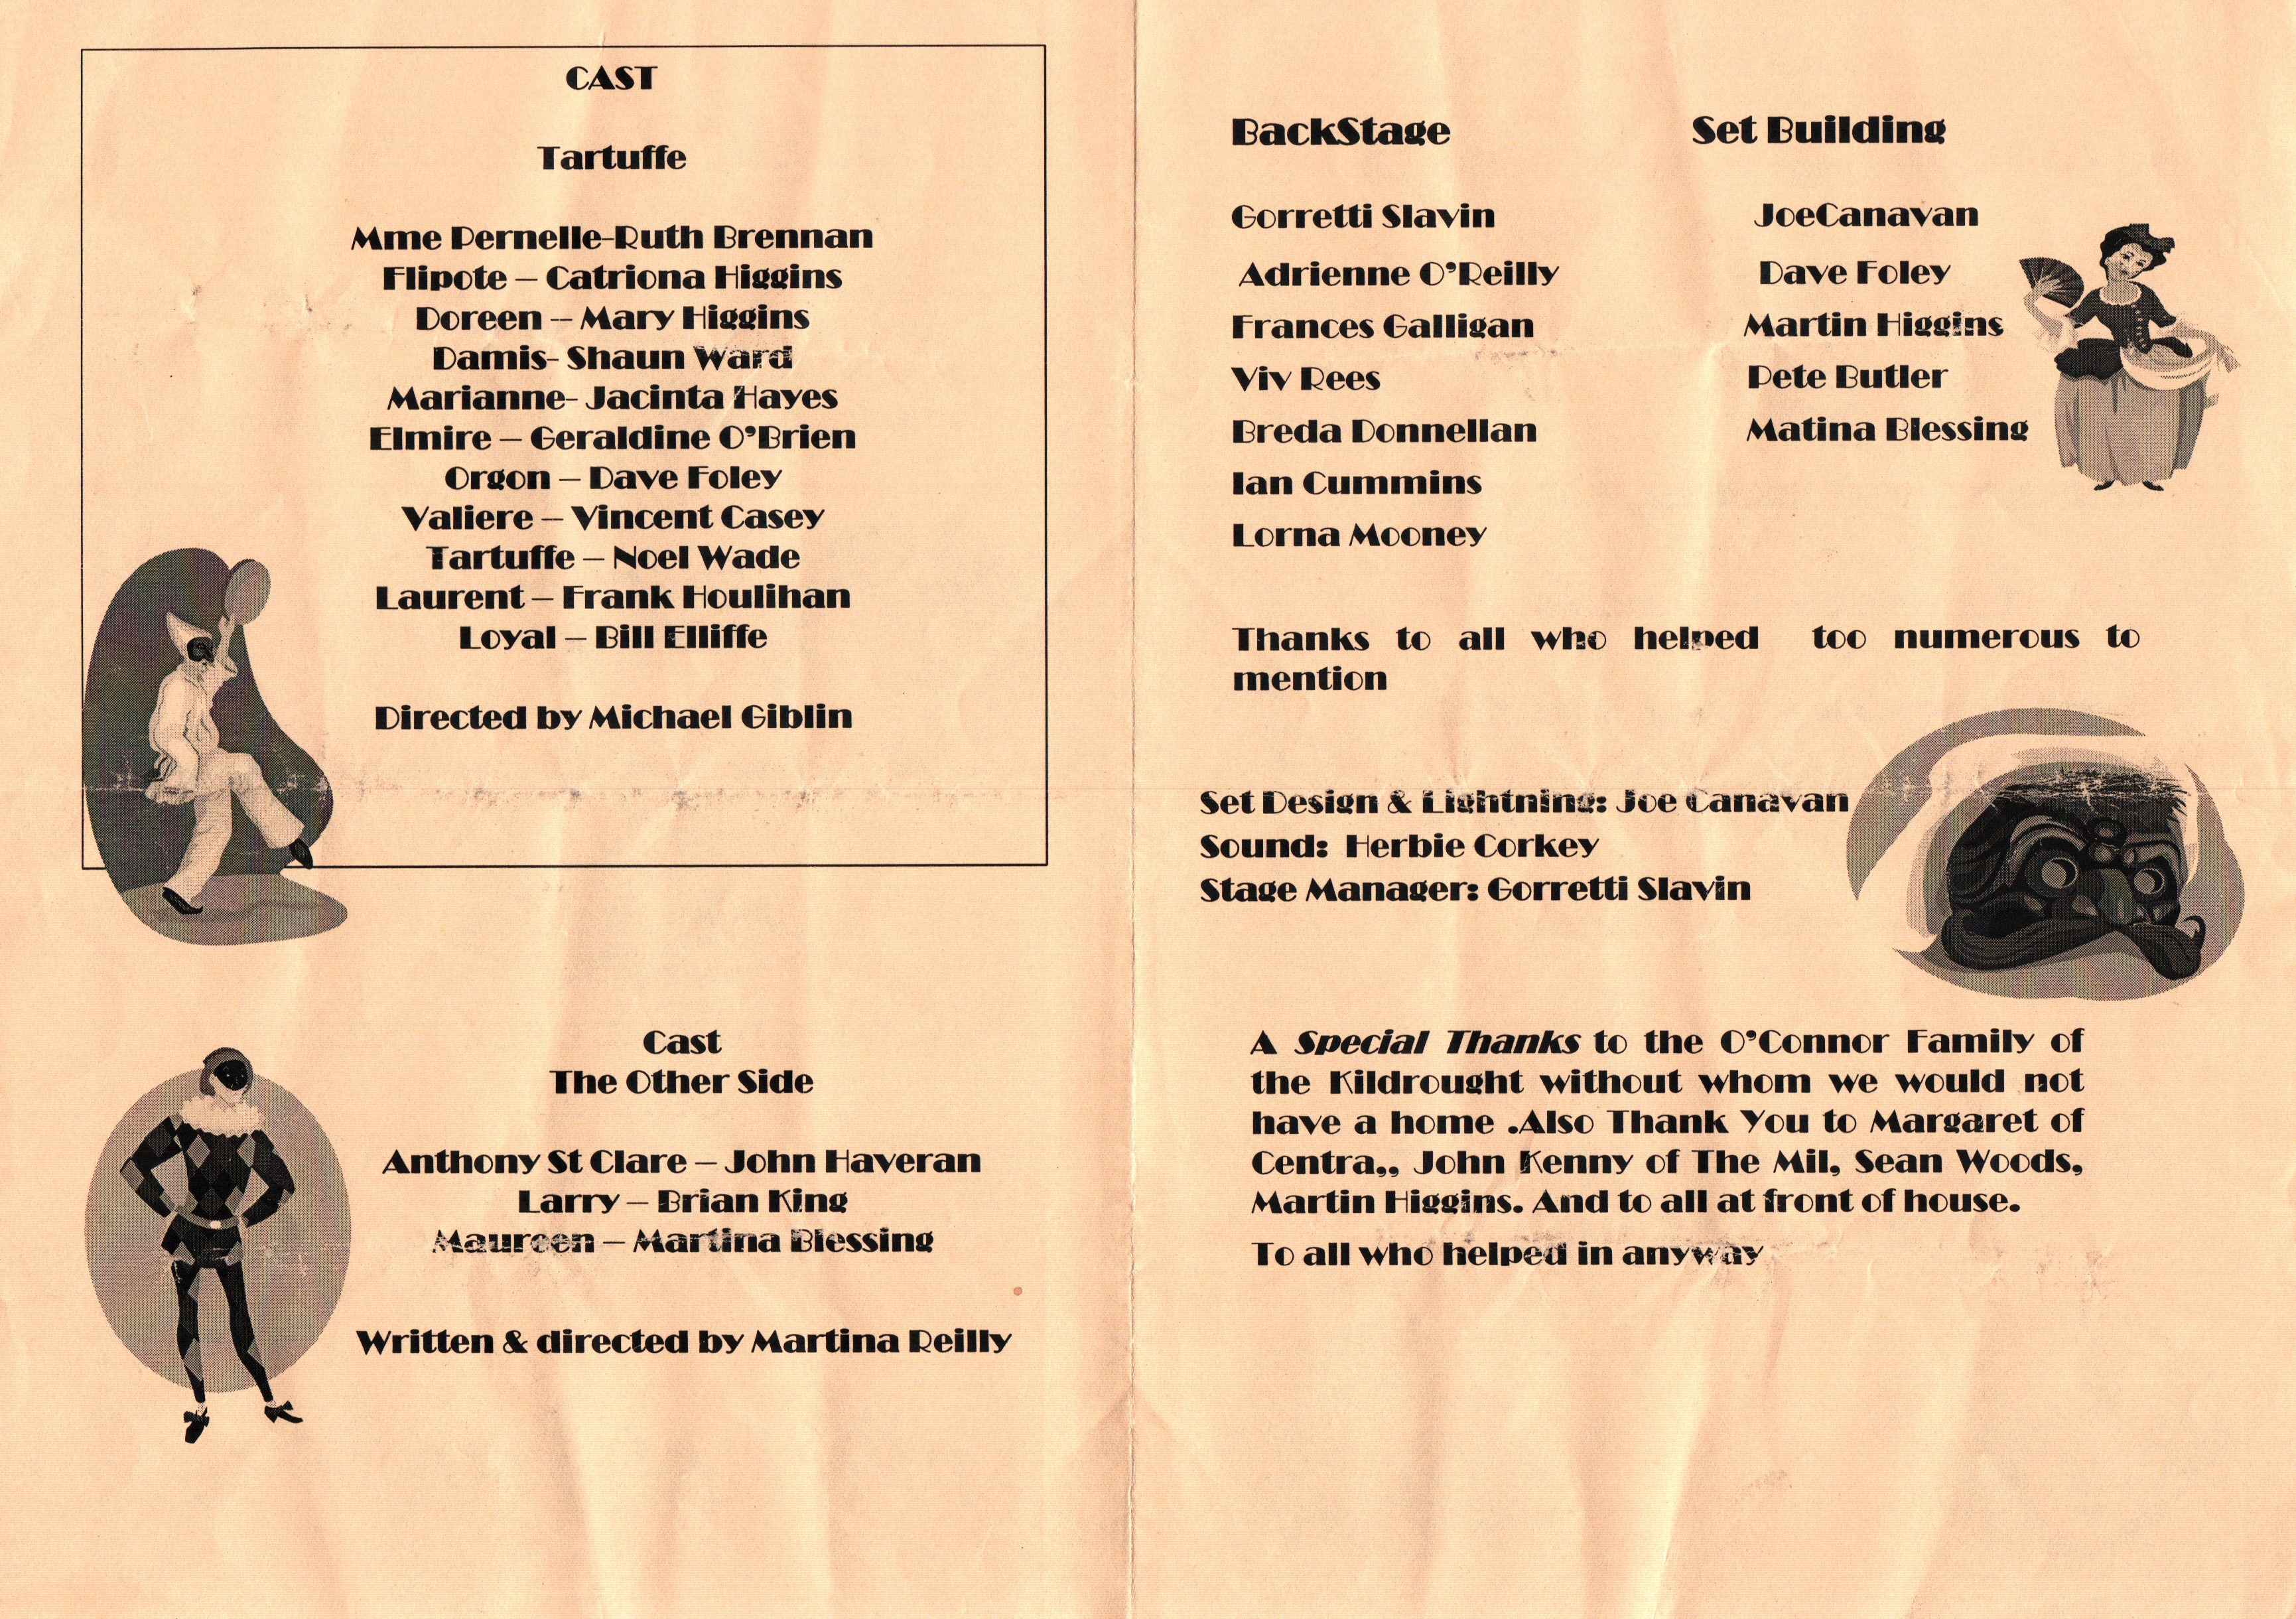 CAST
Tartuffe
Mme Pernelle-Ruth Brennan
Flipote – Catriona Higgins
Doreen -- Mary Higgins
Damis- Shaun Ward
Marianne- Jacinta Hayes
Elmire – Geraldine O'Brien
Orgon – Dave Foley
Valiere – Vincent Casey
Tartuffe – Noel Wade
Laurent – Frank Houlihan
Loyal – Bill Elliffe
Directed by Michael Giblin
Cast
The Other Side
Anthony St Clare – John Haveran
Larry – Brian King
Maureen – Martina Blessing
Written & directed by Martina Reilly
BackStage
Gorretti Slavin
Adrienne O'Reilly
Frances Galligan
Viv Rees
Breda Donnellan
Ian Cummins
Lorna Mooney
Set Building
JoeCanavan
Dave Foley
Martin Higgins
Pete Butler
Matina Blessing
Thanks to all who helped too numerous to
mention
Set Design & Lightning: Joe Canavan
Sound: Herbie Corkey
Stage Manager: Gorretti Slavin
A Special Thanks to the O'Connor Family of
the Kildrought without whom we would not
have a home .Also Thank You to Margaret of
Centra,, John Kenny of The Mil, Sean Woods,
Martin Higgins. And to all at front of house.
To all who helped in anyway